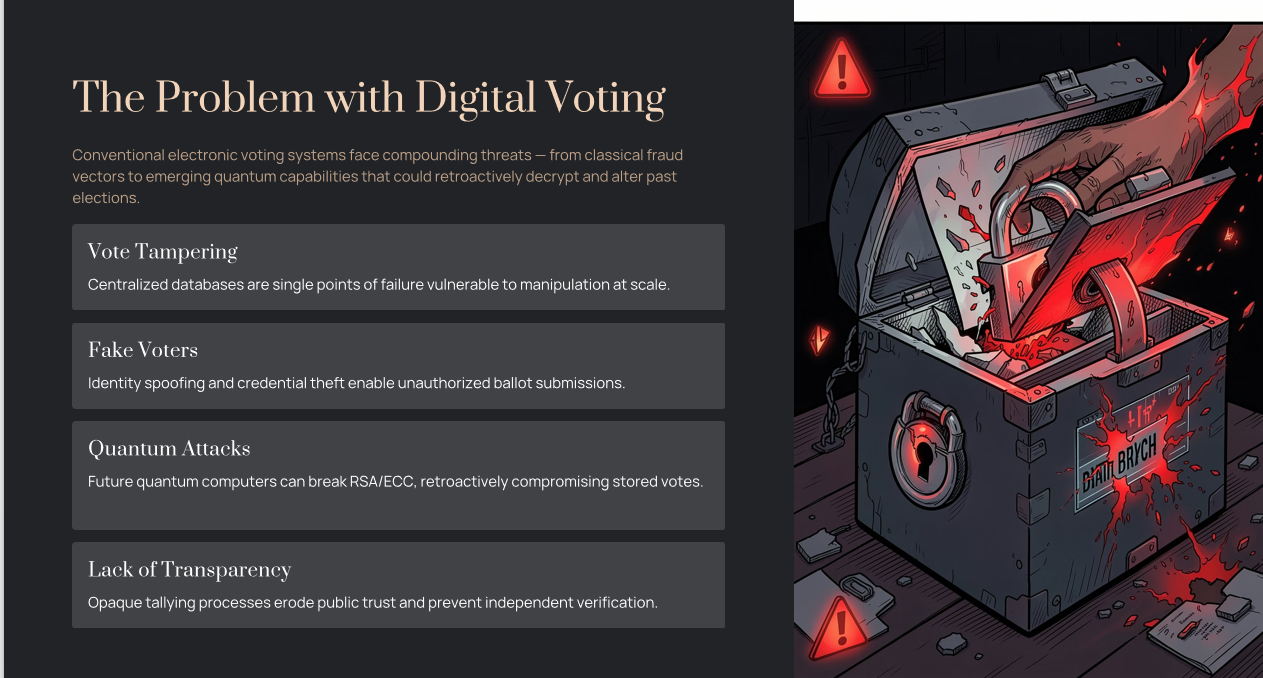 The Problem with Digital Voting
Conventional electronic voting systems face compounding threats — from classical fraud
vectors to emerging quantum capabilities that could retroactively decrypt and alter past
elections.
Vote Tampering
Centralized databases are single points of failure vulnerable to manipulation at scale.
Fake Voters
Identity spoofing and credential theft enable unauthorized ballot submissions.
Quantum Attacks
Future quantum computers can break RSA/ECC, retroactively compromising stored votes.
Lack of Transparency
Opaque tallying processes erode public trust and prevent independent verification.
BRYCH